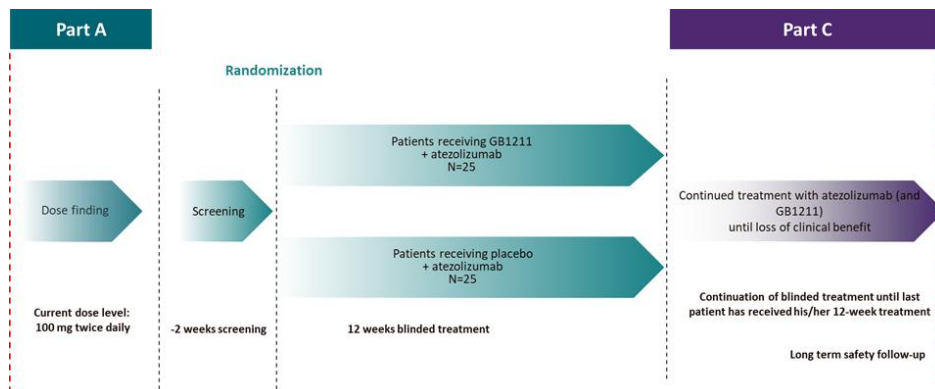 Part A
Part C
Randomization
Patients receiving GB1211
+ atezolizumab
N=25
Dose finding
Screening
Continued treatment with atezolizumab (and
GB1211)
until loss of clinical benefit
Patients receiving placebo
+ atezolizumab
N=25
Current dose level:
100 mg twice daily
-2 weeks screening
12 weeks blinded treatment
Continuation of blinded treatment until last
patient has received his/her 12-week treatment
Long term safety follow-up